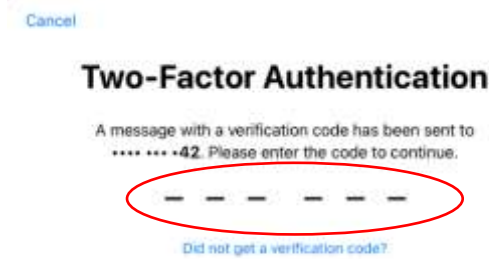 Cancel
Two-Factor Authentication
A message with a verification code has been sent to
•••• ••• •42. Please enter the code to continue.
Did not get a verification code?